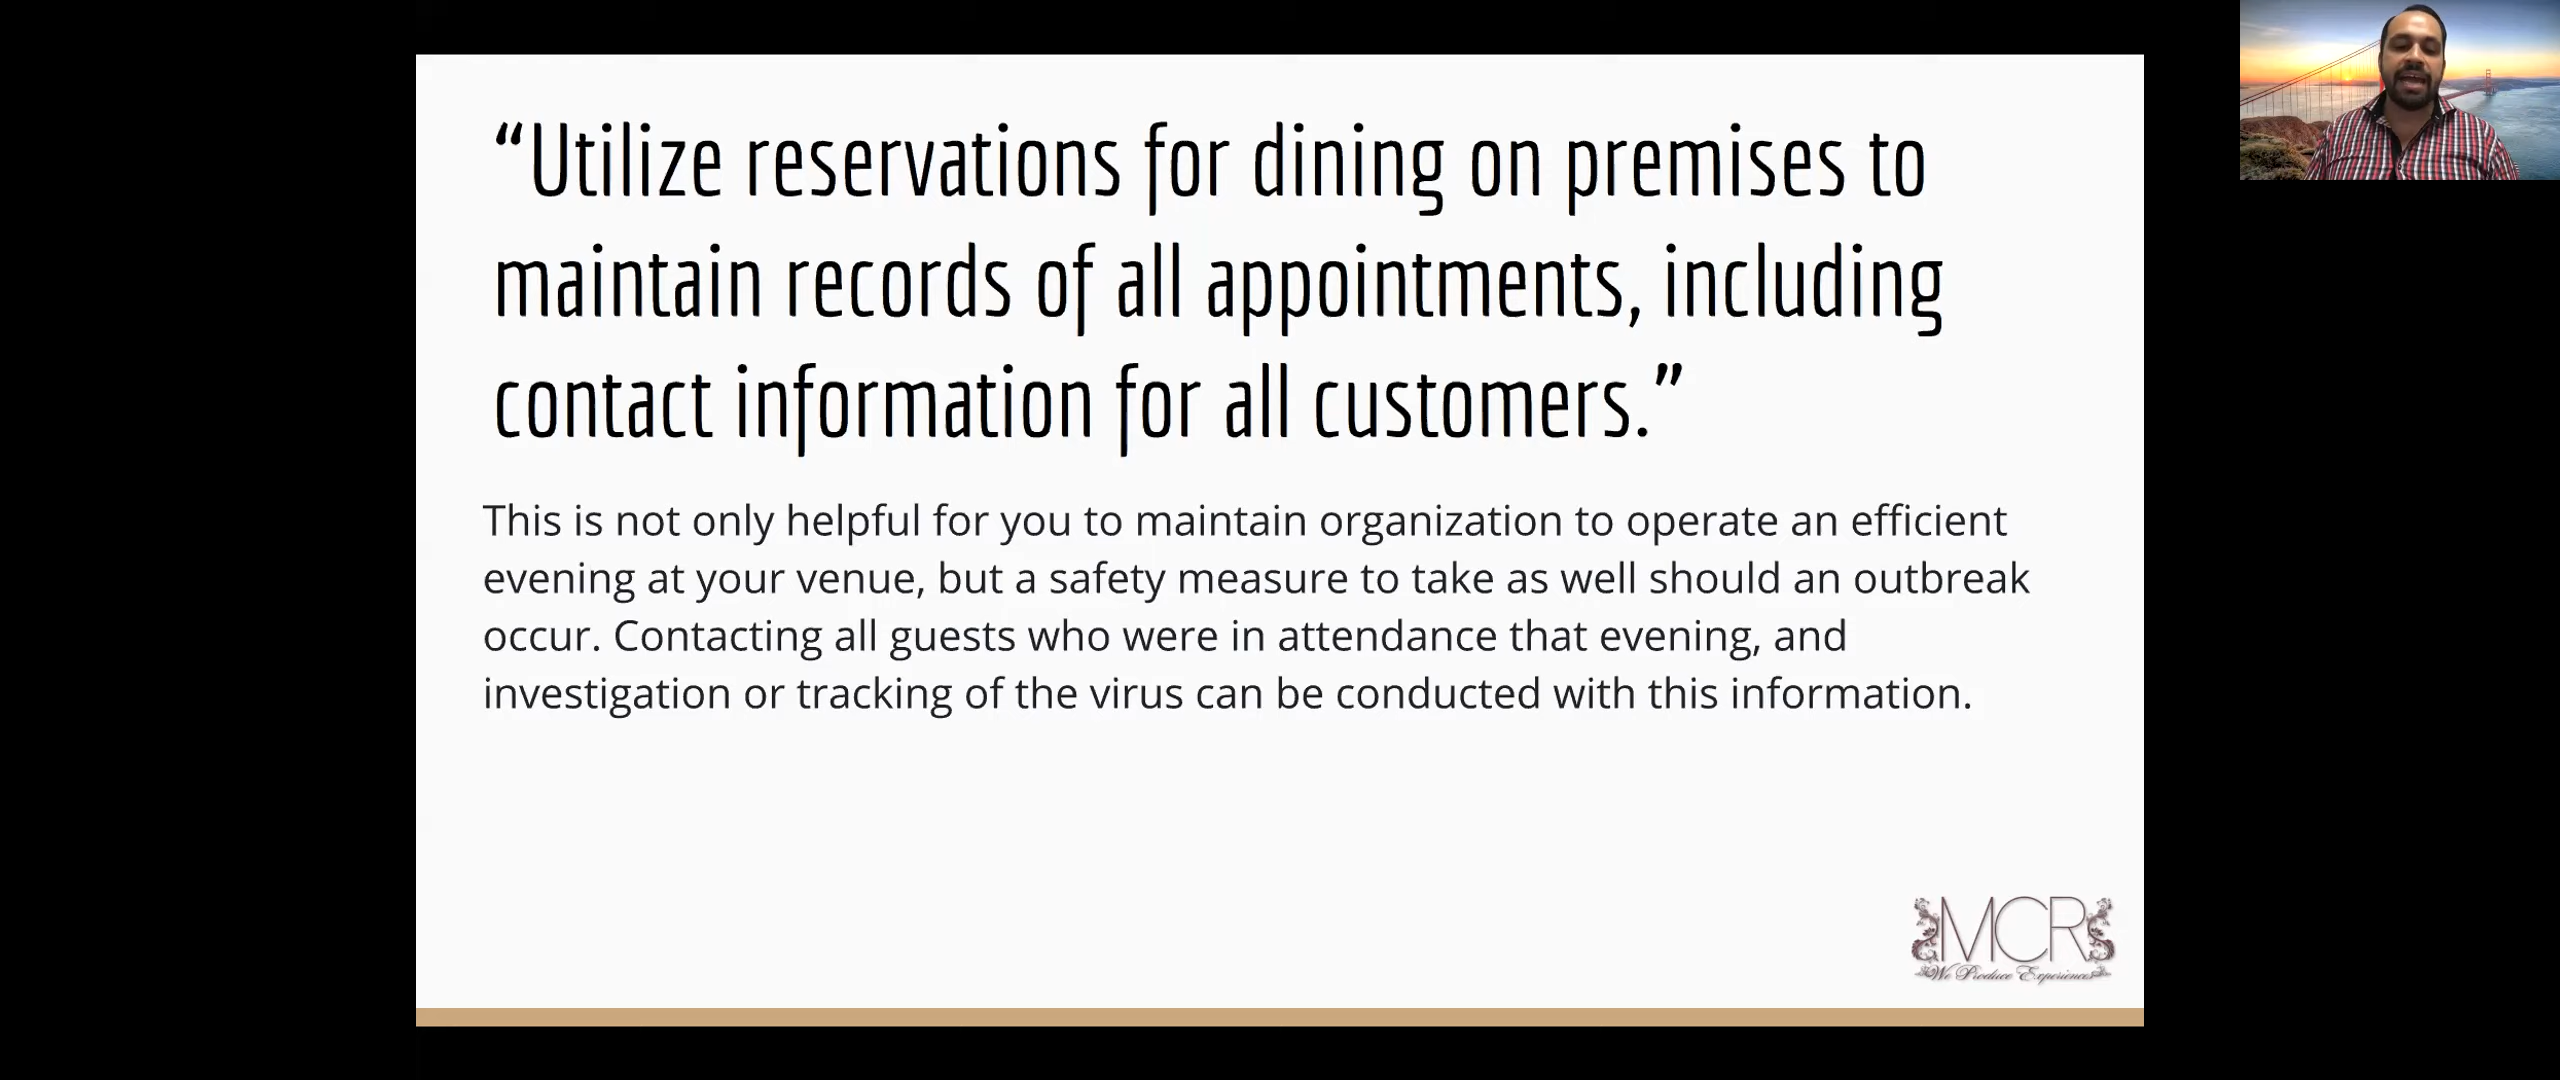 “Utilize reservations for dining on premises to
maintain records of all appointments, including
contact information for all customers.”
This is not only helpful for you to maintain organization to operate an efficient
evening at your venue, but a safety measure to take as well should an outbreak
occur. Contacting all guests who were in attendance that evening, and
investigation or tracking of the virus can be conducted with this information.
MCR
We Produce Experiences